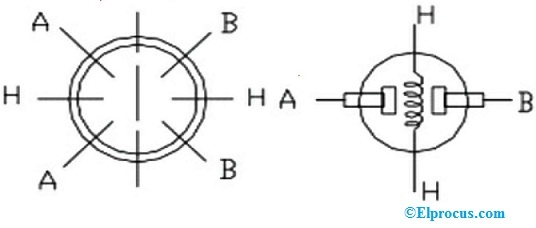 A B H
H H A B
A B H
©Elprocus.com